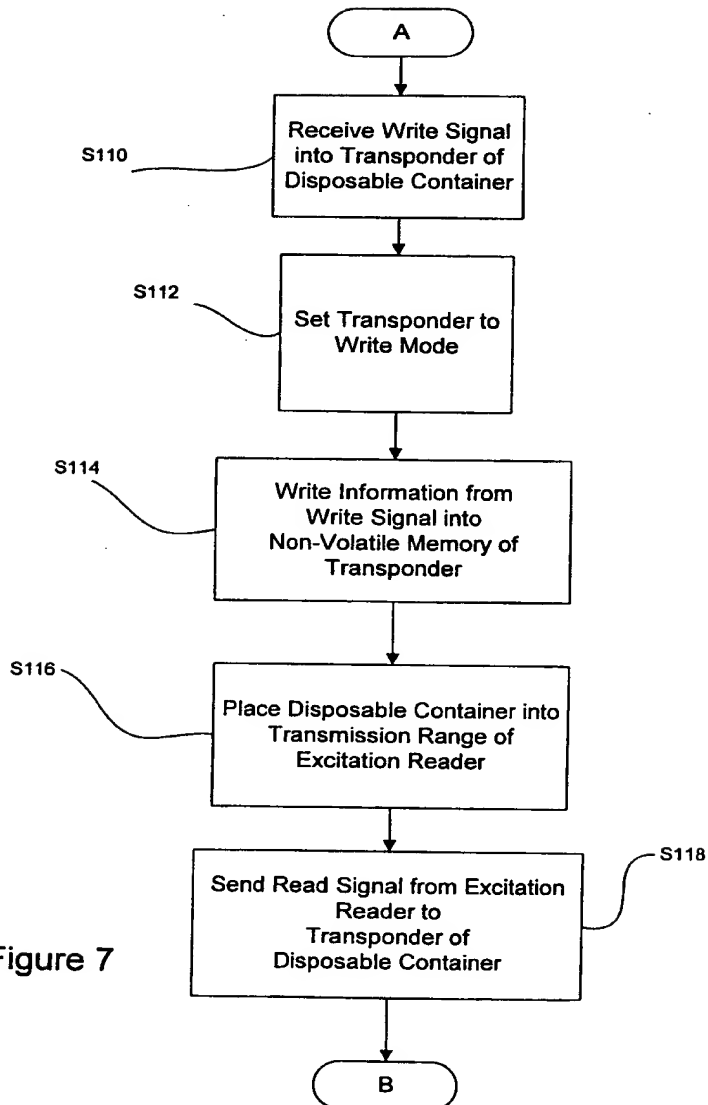 A
S110
Receive Write Signal
into Transponder of
Disposable Container
S112
Set Transponder to
Write Mode
S114
Write Information from
Write Signal into
Non-Volatile Memory of
Transponder
S116
Place Disposable Container into
Transmission Range of
Excitation Reader
S118
Send Read Signal from Excitation
Reader to
Transponder of
Disposable Container
igure 7
B